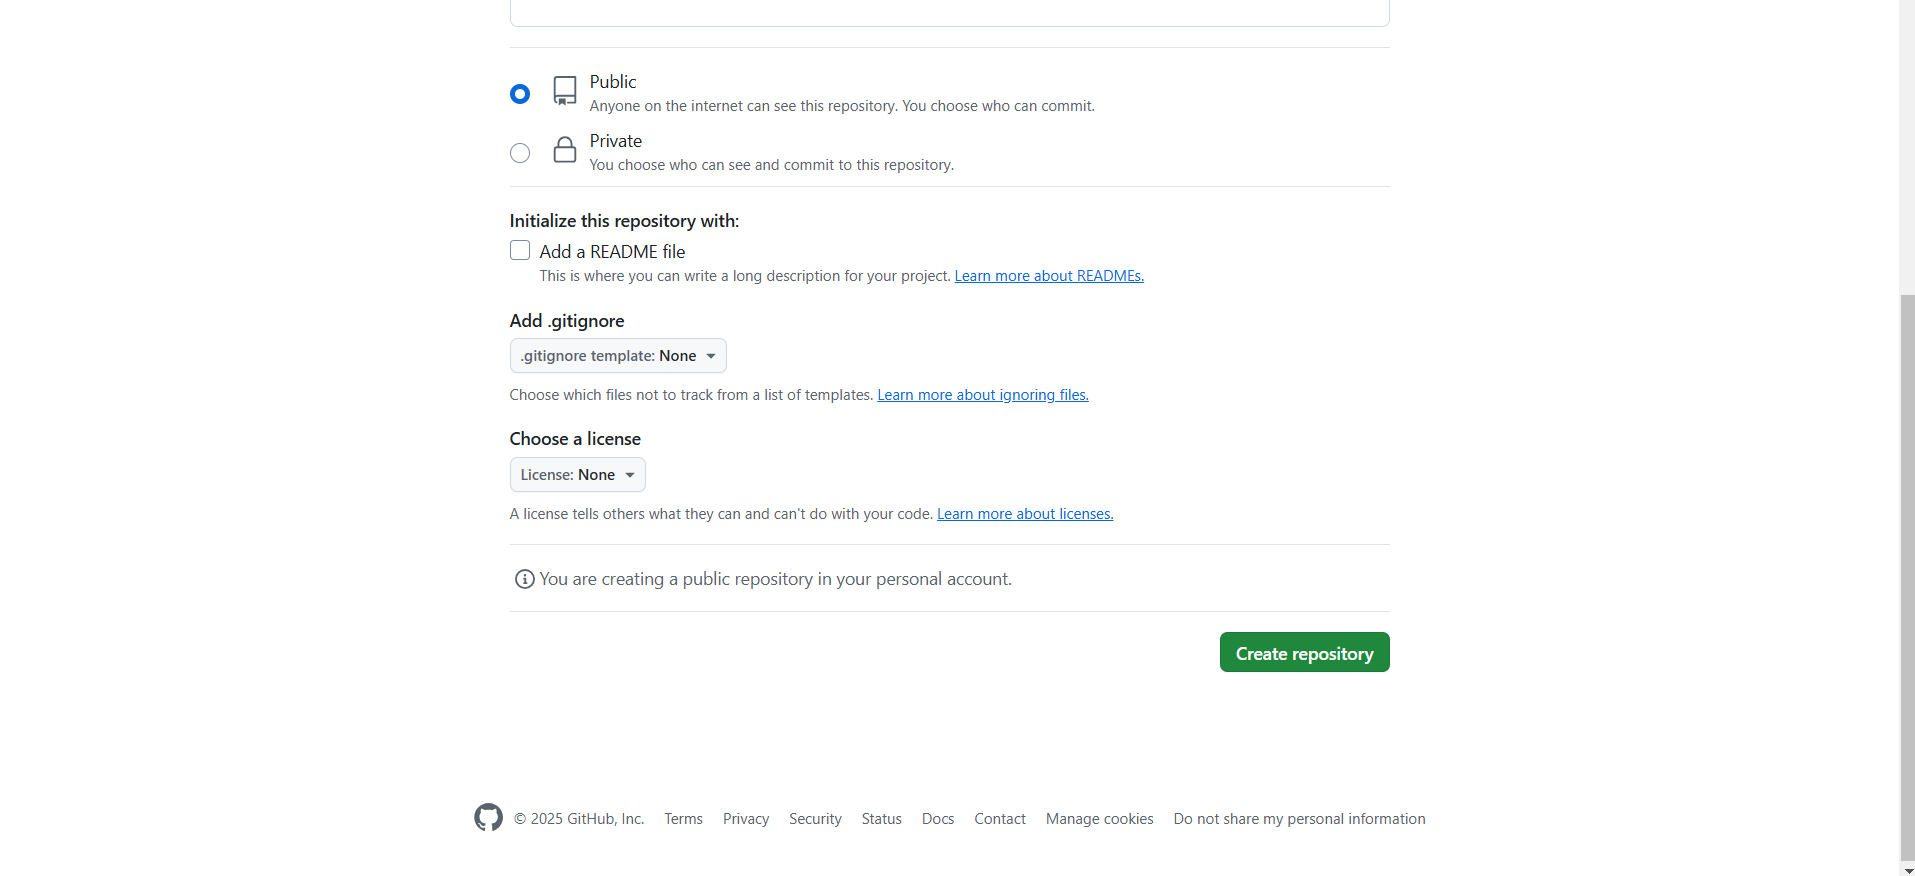 Public
Anyone on the internet can see this repository. You choose who can commit.
Private
You choose who can see and commit to this repository.
Initialize this repository with:
Add a README file
This is where you can write a long description for your project. Learn more about READMEs.
Add .gitignore
.gitignore template: None
Choose which files not to track from a list of templates. Learn more about ignoring files.
Choose a license
License: None
A license tells others what they can and can't do with your code. Learn more about licenses.
You are creating a public repository in your personal account.
Create repository
© 2025 GitHub, Inc. Terms Privacy Security Status Docs Contact Manage cookies Do not share my personal information